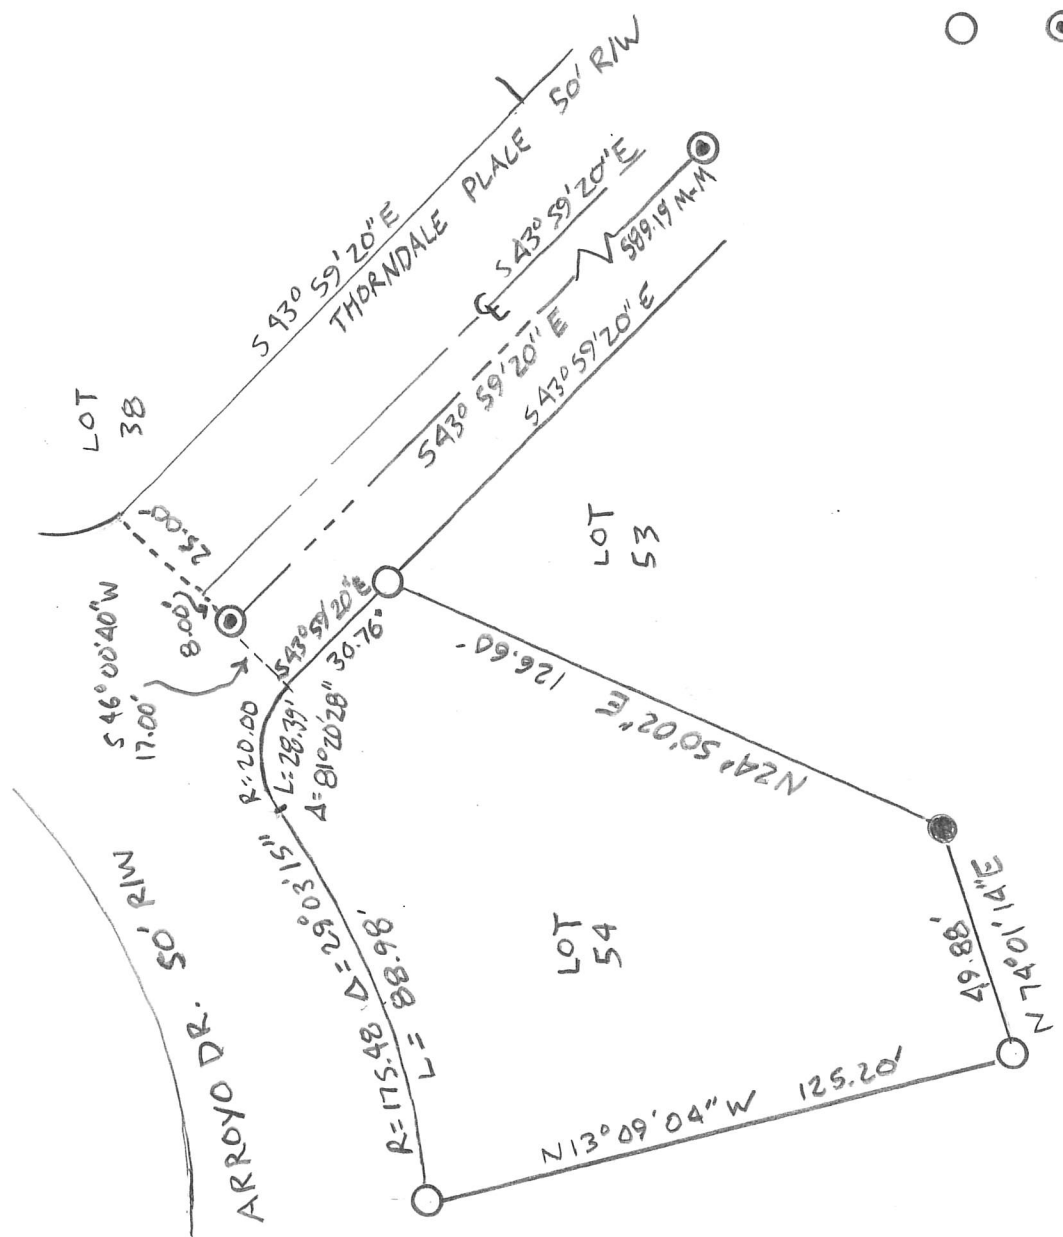 LOT
38
S 43° 59' 20" E
THORNDALE PLACE 50' R/W
25.00'
8.00'
S 46° 00' 40" W
17.00'
℄
S 43° 59' 20" E
S 43° 59' 20" E
589.19' M-M
S 43° 59' 20" E
S 43° 59' 20" E
30.76'
R=20.00
L=28.39'
Δ=81° 20' 28"
ARROYO DR. 50' R/W
R=175.48 Δ=29° 03' 15"
L= 88.98'
LOT
53
N 24° 50' 02" E 126.60'
LOT
54
N 13° 09' 04" W 125.20'
49.88'
N 74° 01' 14" E